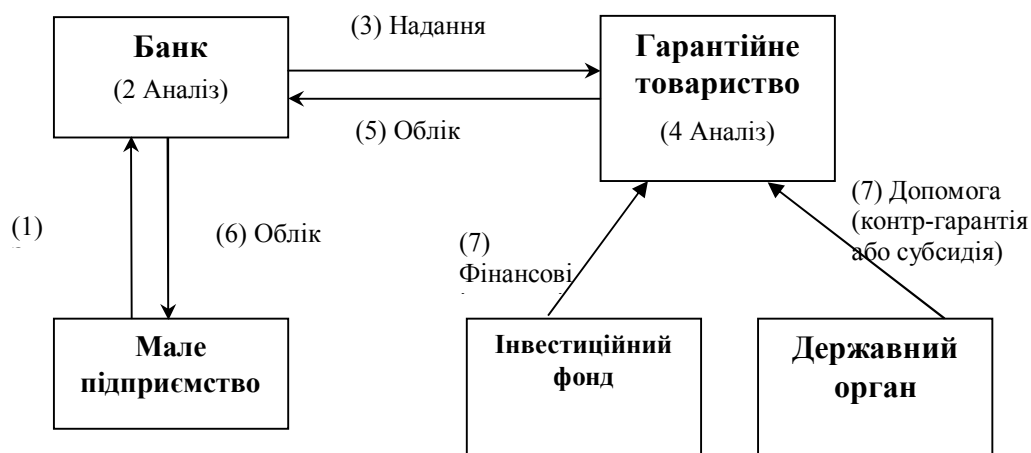 (3) Надання
Банк
(2 Аналіз)
Гарантійне
товариство
(4 Аналіз)
(5) Облік
(1)
(6) Облік
(7)
Фінансові
(7) Допомога
(контр-гарантія
або субсидія)
Мале
підприємство
Інвестиційний
фонд
Державний
орган